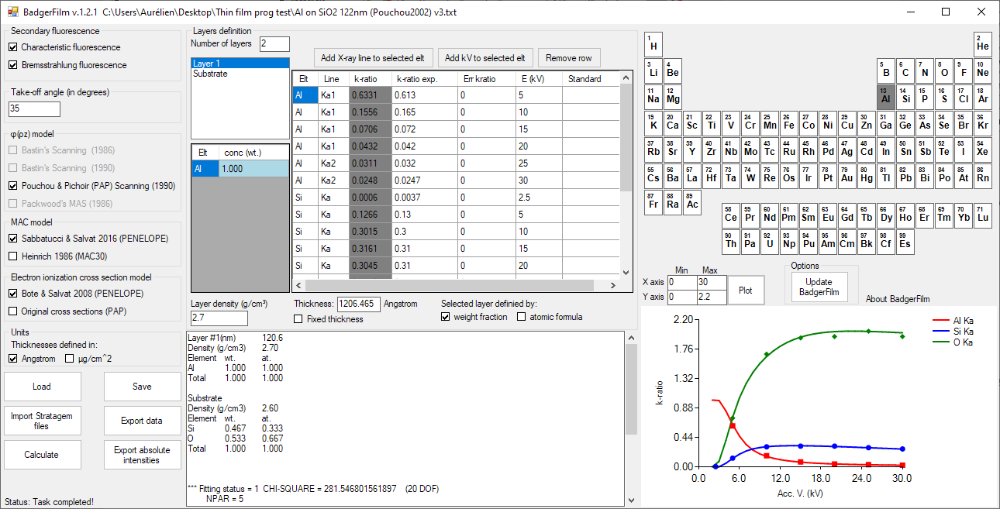 BadgerFilm v.1.2.1 C:\Users\Aurélien\Desktop\Thin film prog test\Al on SiO2 122nm (Pouchou2002) v3.txt
Secondary fluorescence
Characteristic fluorescence
Bremsstrahlung fluorescence
Take-off angle (in degrees)
35
φ(ρz) model
Bastin's Scanning (1986)
Bastin's Scanning (1990)
Pouchou & Pichoir (PAP) Scanning (1990)
Packwood's MAS (1986)
MAC model
Sabbatucci & Salvat 2016 (PENELOPE)
Heinrich 1986 (MAC30)
Electron ionization cross section model
Bote & Salvat 2008 (PENELOPE)
Original cross sections (PAP)
Units
Thicknesses defined in:
Angstrom µg/cm^2
Load Save
Import Stratagem files Export data
Calculate Export absolute intensities
Status: Task completed!
Layers definition
Number of layers 2
Layer 1
Substrate
Elt conc (wt.)
Al 1.000
Add X-ray line to selected elt Add kV to selected elt Remove row
Elt Line k-ratio k-ratio exp. Err kratio E (kV) Standard
Al Ka1 0.6331 0.613 0 5
Al Ka1 0.1556 0.165 0 10
Al Ka1 0.0706 0.072 0 15
Al Ka1 0.0432 0.042 0 20
Al Ka2 0.0311 0.032 0 25
Al Ka2 0.0248 0.0247 0 30
Si Ka 0.0006 0.0037 0 2.5
Si Ka 0.1266 0.13 0 5
Si Ka 0.3015 0.3 0 10
Si Ka 0.3161 0.31 0 15
Si Ka 0.3045 0.31 0 20
Layer density (g/cm³)
2.7
Thickness: 1206.465 Angstrom
Fixed thickness
Selected layer definied by:
weight fraction atomic formula
Layer #1(nm) 120.6
Density (g/cm3) 2.70
Element wt. at.
Al 1.000 1.000
Total 1.000 1.000
Substrate
Density (g/cm3) 2.60
Element wt. at.
Si 0.467 0.333
O 0.533 0.667
Total 1.000 1.000
*** Fitting status = 1 CHI-SQUARE = 281.546801561897 (20 DOF)
NPAR = 5
1 H 2 He
3 Li 4 Be 5 B 6 C 7 N 8 O 9 F 10 Ne
11 Na 12 Mg 13 Al 14 Si 15 P 16 S 17 Cl 18 Ar
19 K 20 Ca 21 Sc 22 Ti 23 V 24 Cr 25 Mn 26 Fe 27 Co 28 Ni 29 Cu 30 Zn 31 Ga 32 Ge 33 As 34 Se 35 Br 36 Kr
37 Rb 38 Sr 39 Y 40 Zr 41 Nb 42 Mo 43 Tc 44 Ru 45 Rh 46 Pd 47 Ag 48 Cd 49 In 50 Sn 51 Sb 52 Te 53 I 54 Xe
55 Cs 56 Ba 57 La 72 Hf 73 Ta 74 W 75 Re 76 Os 77 Ir 78 Pt 79 Au 80 Hg 81 Tl 82 Pb 83 Bi 84 Po 85 At 86 Rn
87 Fr 88 Ra 89 Ac
58 Ce 59 Pr 60 Nd 61 Pm 62 Sm 63 Eu 64 Gd 65 Tb 66 Dy 67 Ho 68 Er 69 Tm 70 Yb 71 Lu
90 Th 91 Pa 92 U 93 Np 94 Pu 95 Am 96 Cm 97 Bk 98 Cf 99 Es
Min Max
X axis 0 30
Y axis 0 2.2
Plot
Options
Update BadgerFilm
About BadgerFilm
2.20
1.76
1.32
0.88
0.44
0.00
k-ratio
0.0 6.0 12.0 18.0 24.0 30.0
Acc. V. (kV)
Al Ka
Si Ka
O Ka